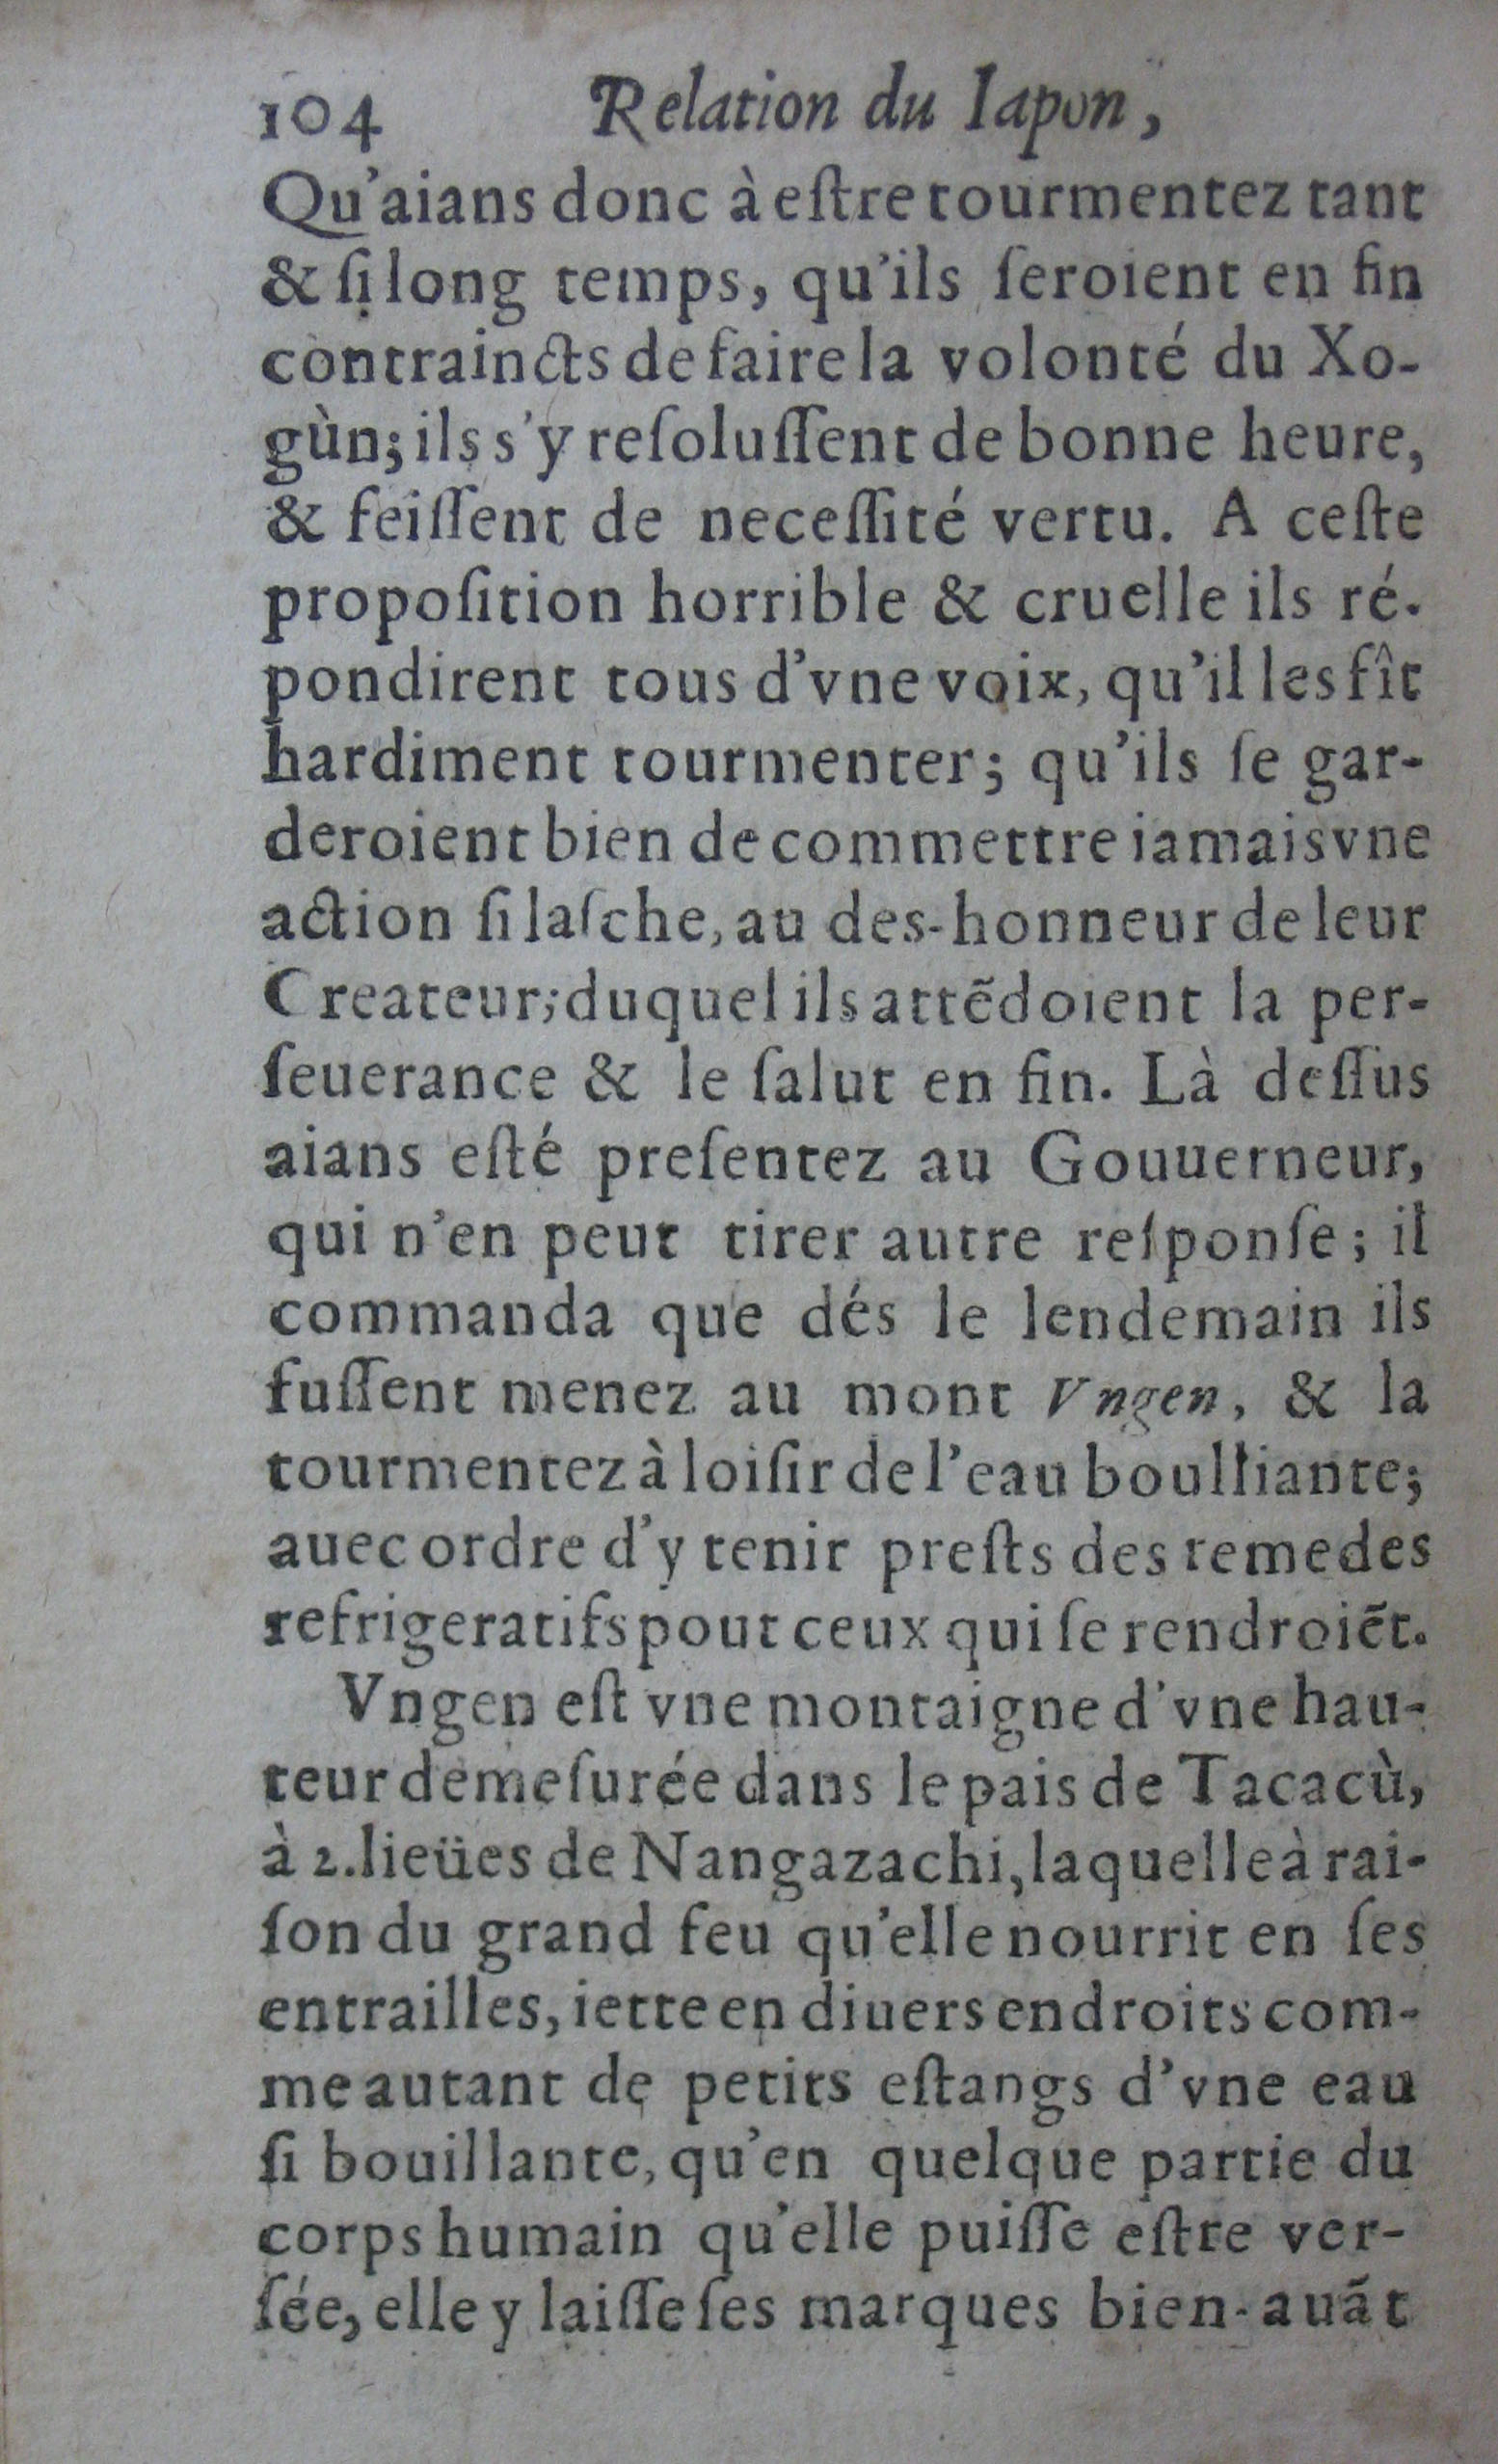 104 Relation du Iapon,
Qu'aians donc à eſtre tourmentez tant
& ſi long temps, qu'ils ſeroient en fin
contraincts de faire la volonté du Xo-
gùn; ils s'y reſoluſſent de bonne heure,
& feiſſent de neceſſité vertu. A ceſte
propoſition horrible & cruelle ils ré-
pondirent tous d'vne voix, qu'il les fît
hardiment tourmenter; qu'ils ſe gar-
deroient bien de commettre iamais vne
action ſi laſche, au des-honneur de leur
Createur; duquel ils attẽdoient la per-
ſeuerance & le ſalut en fin. Là deſſus
aians eſté preſentez au Gouuerneur,
qui n'en peut tirer autre reſponſe; il
commanda que dés le lendemain ils
fuſſent menez au mont Vngen, & la
tourmentez à loiſir de l'eau boulliante;
auec ordre d'y tenir preſts des remedes
refrigeratifs pour ceux qui ſe rendroiẽt.
Vngen eſt vne montaigne d'vne hau-
teur demeſurée dans le pais de Tacacù,
à 2. lieües de Nangazachi, laquelle à rai-
ſon du grand feu qu'elle nourrit en ſes
entrailles, iette en diuers endroits com-
me autant de petits eſtangs d'vne eau
ſi bouillante, qu'en quelque partie du
corps humain qu'elle puiſſe eſtre ver-
ſée, elle y laiſſe ſes marques bien-auãt